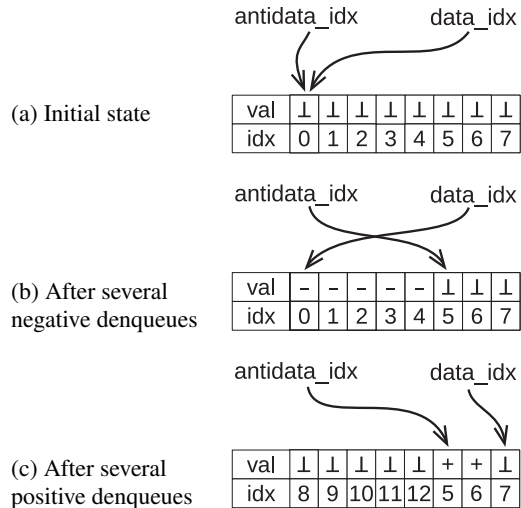 antidata_idx data_idx
(a) Initial state
val ⊥ ⊥ ⊥ ⊥ ⊥ ⊥ ⊥ ⊥
idx 0 1 2 3 4 5 6 7
antidata_idx data_idx
(b) After several
negative denqueues
val – – – – – ⊥ ⊥ ⊥
idx 0 1 2 3 4 5 6 7
antidata_idx data_idx
(c) After several
positive denqueues
val ⊥ ⊥ ⊥ ⊥ ⊥ + + ⊥
idx 8 9 10 11 12 5 6 7